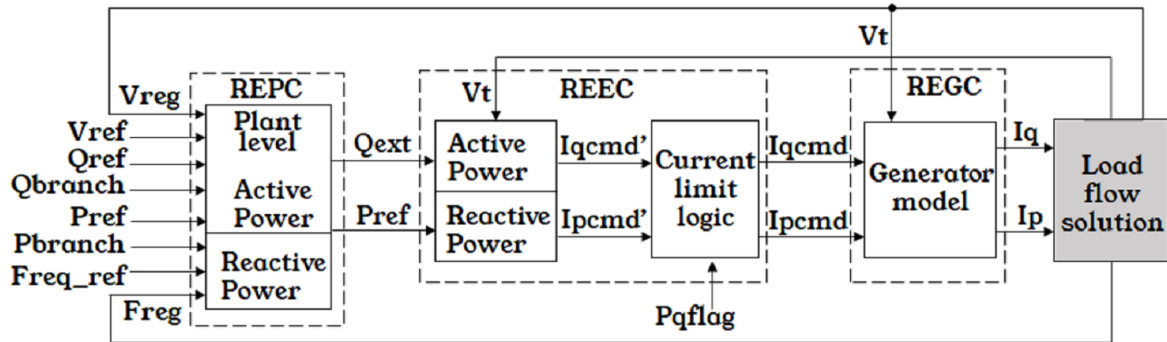 Vt
REPC
REEC
REGC
Vreg
Vref
Qref
Qbranch
Pref
Pbranch
Freq_ref
Freg
Plant
level
Active
Power
Reactive
Power
Qext
Pref
Vt
Active
Power
Reactive
Power
Iqcmd'
Ipcmd'
Current
limit
logic
Pqflag
Iqcmd
Ipcmd
Generator
model
Iq
Ip
Load
flow
solution